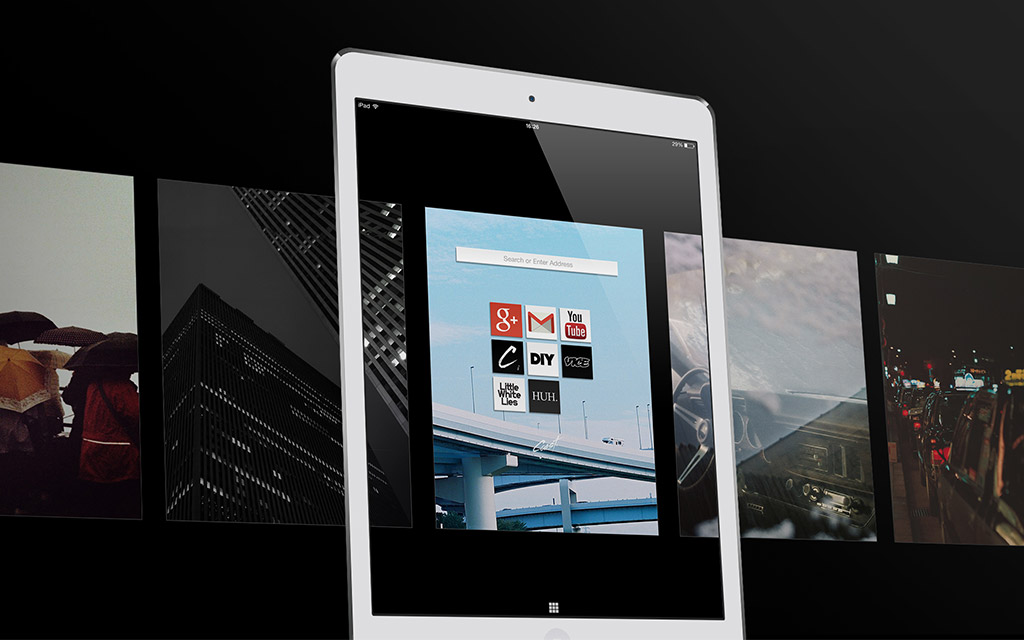 iPad
16:26
29%
Search or Enter Address
g+
You
Tube
DIY
VICE
Little
White
Lies
HUH.